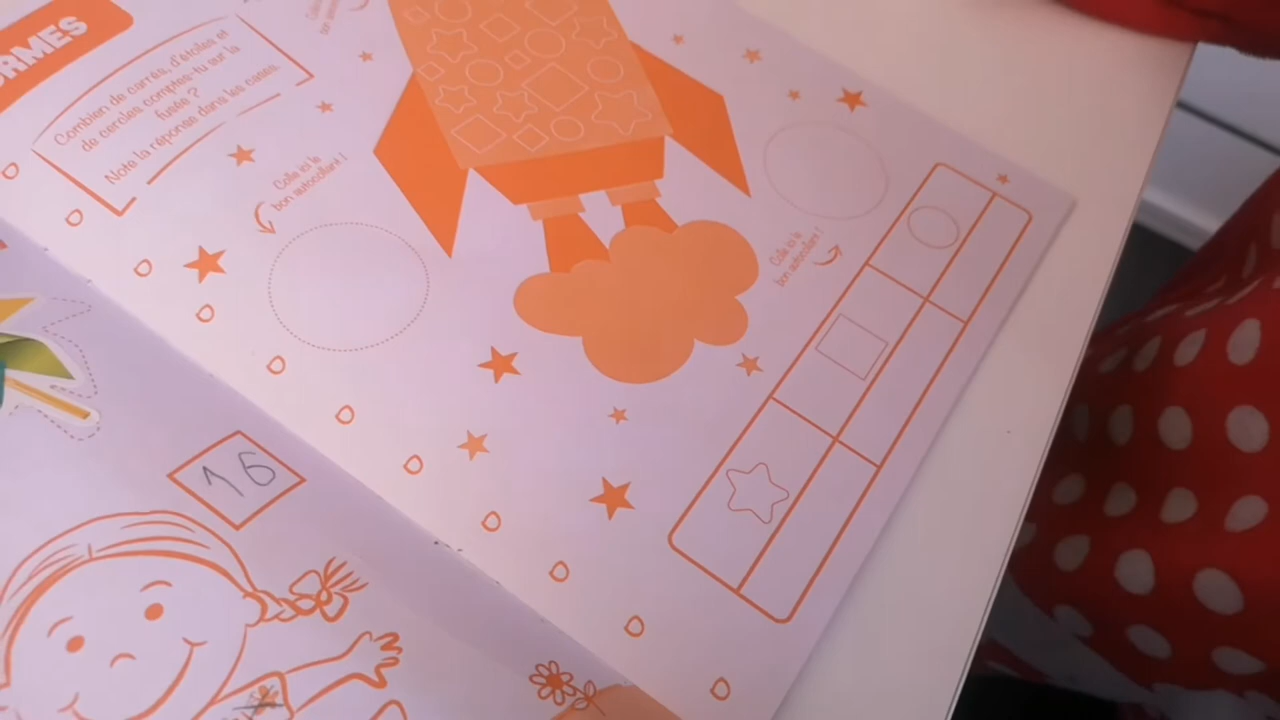 RMES
Combien de carrés, d'étoiles et
de cercles comptes-tu sur la
fusée ?
Note la réponse dans les cases.
Colle ici le
bon autocollant !
Colle ici le
bon autocollant !
16